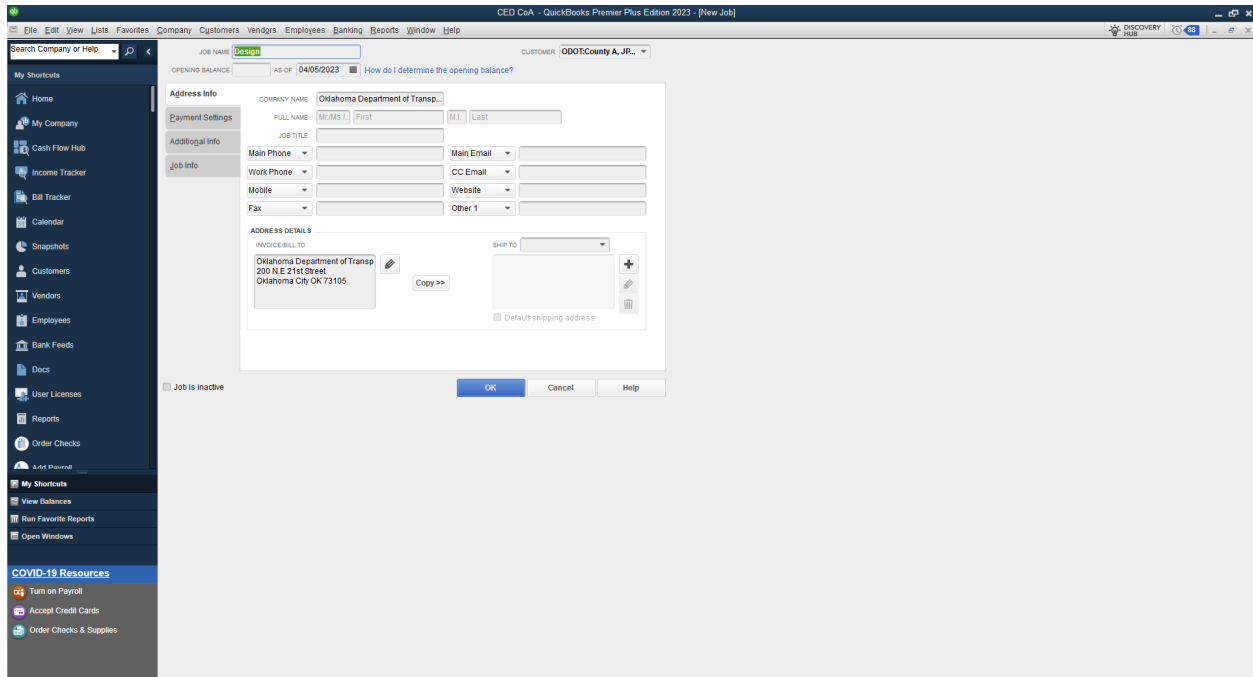 qb CED CoA - QuickBooks Premier Plus Edition 2023 - [New Job]
File Edit View Lists Favorites Company Customers Vendors Employees Banking Reports Window Help DISCOVERY HUB 88
Search Company or Help
My Shortcuts
Home
My Company
Cash Flow Hub
Income Tracker
Bill Tracker
Calendar
Snapshots
Customers
Vendors
Employees
Bank Feeds
Docs
User Licenses
Reports
Order Checks
Add Payroll
My Shortcuts
View Balances
Run Favorite Reports
Open Windows
COVID-19 Resources
Turn on Payroll
Accept Credit Cards
Order Checks & Supplies
JOB NAME Design CUSTOMER ODOT:County A, JP...
OPENING BALANCE AS OF 04/05/2023 How do I determine the opening balance?
Address Info
Payment Settings
Additional Info
Job Info
COMPANY NAME Oklahoma Department of Transp...
FULL NAME Mr./Ms./.. First M.I. Last
JOB TITLE
Main Phone Main Email
Work Phone CC Email
Mobile Website
Fax Other 1
ADDRESS DETAILS
INVOICE/BILL TO
Oklahoma Department of Transp
200 N.E 21st Street
Oklahoma City OK 73105
Copy >>
SHIP TO
Default shipping address
Job is inactive
OK Cancel Help